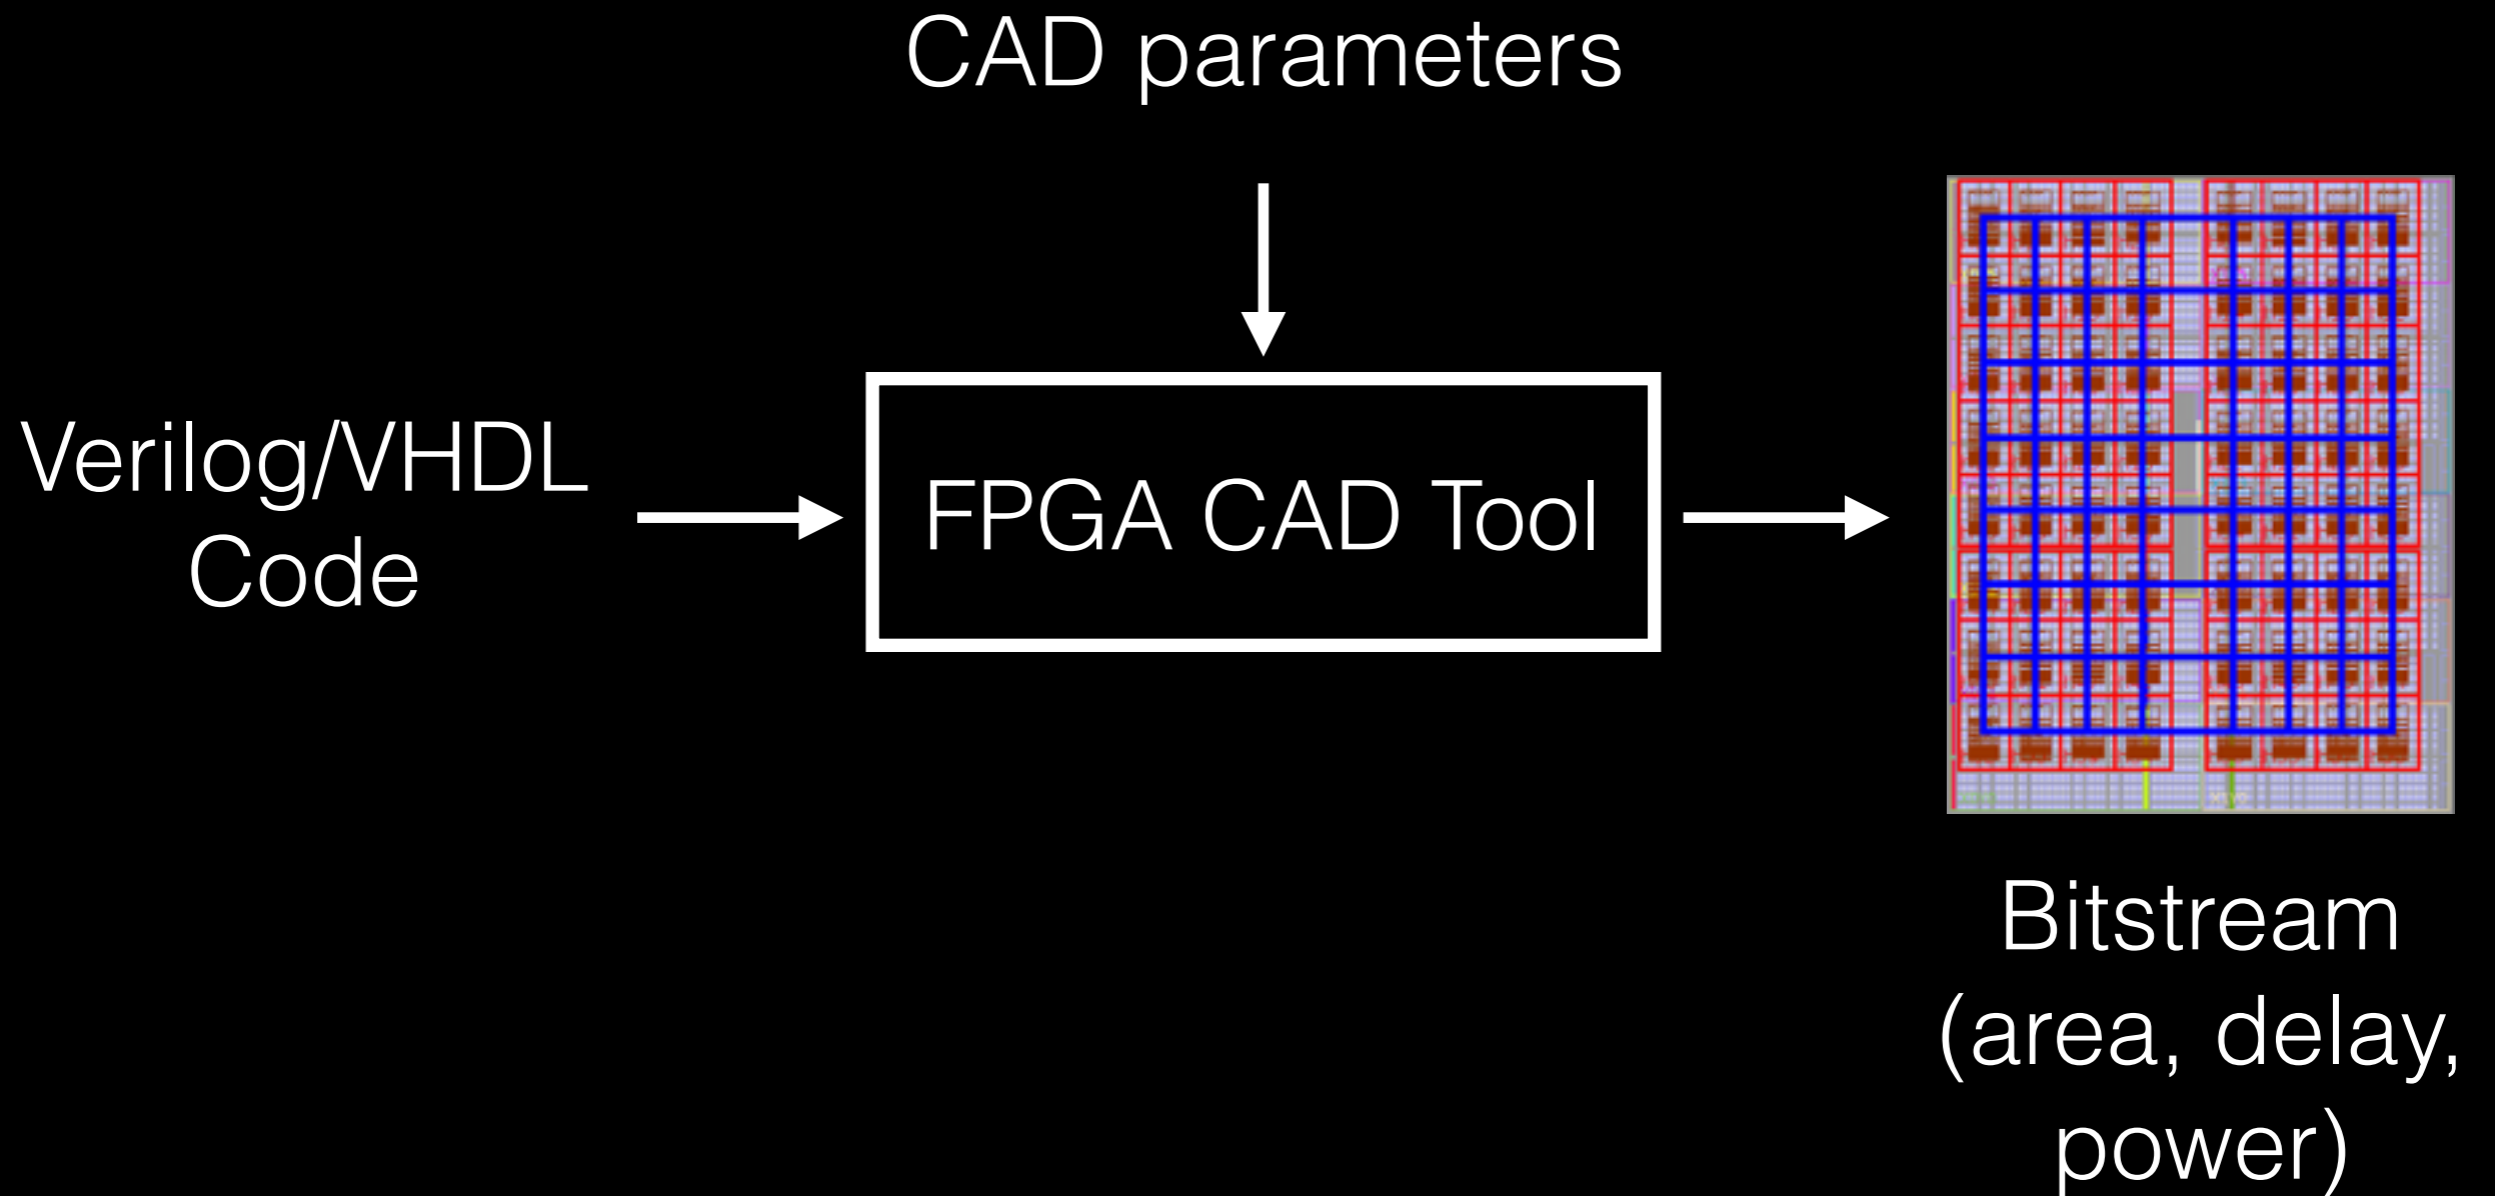 CAD parameters
Verilog/VHDL
Code
FPGA CAD Tool
Bitstream
(area, delay,
power)